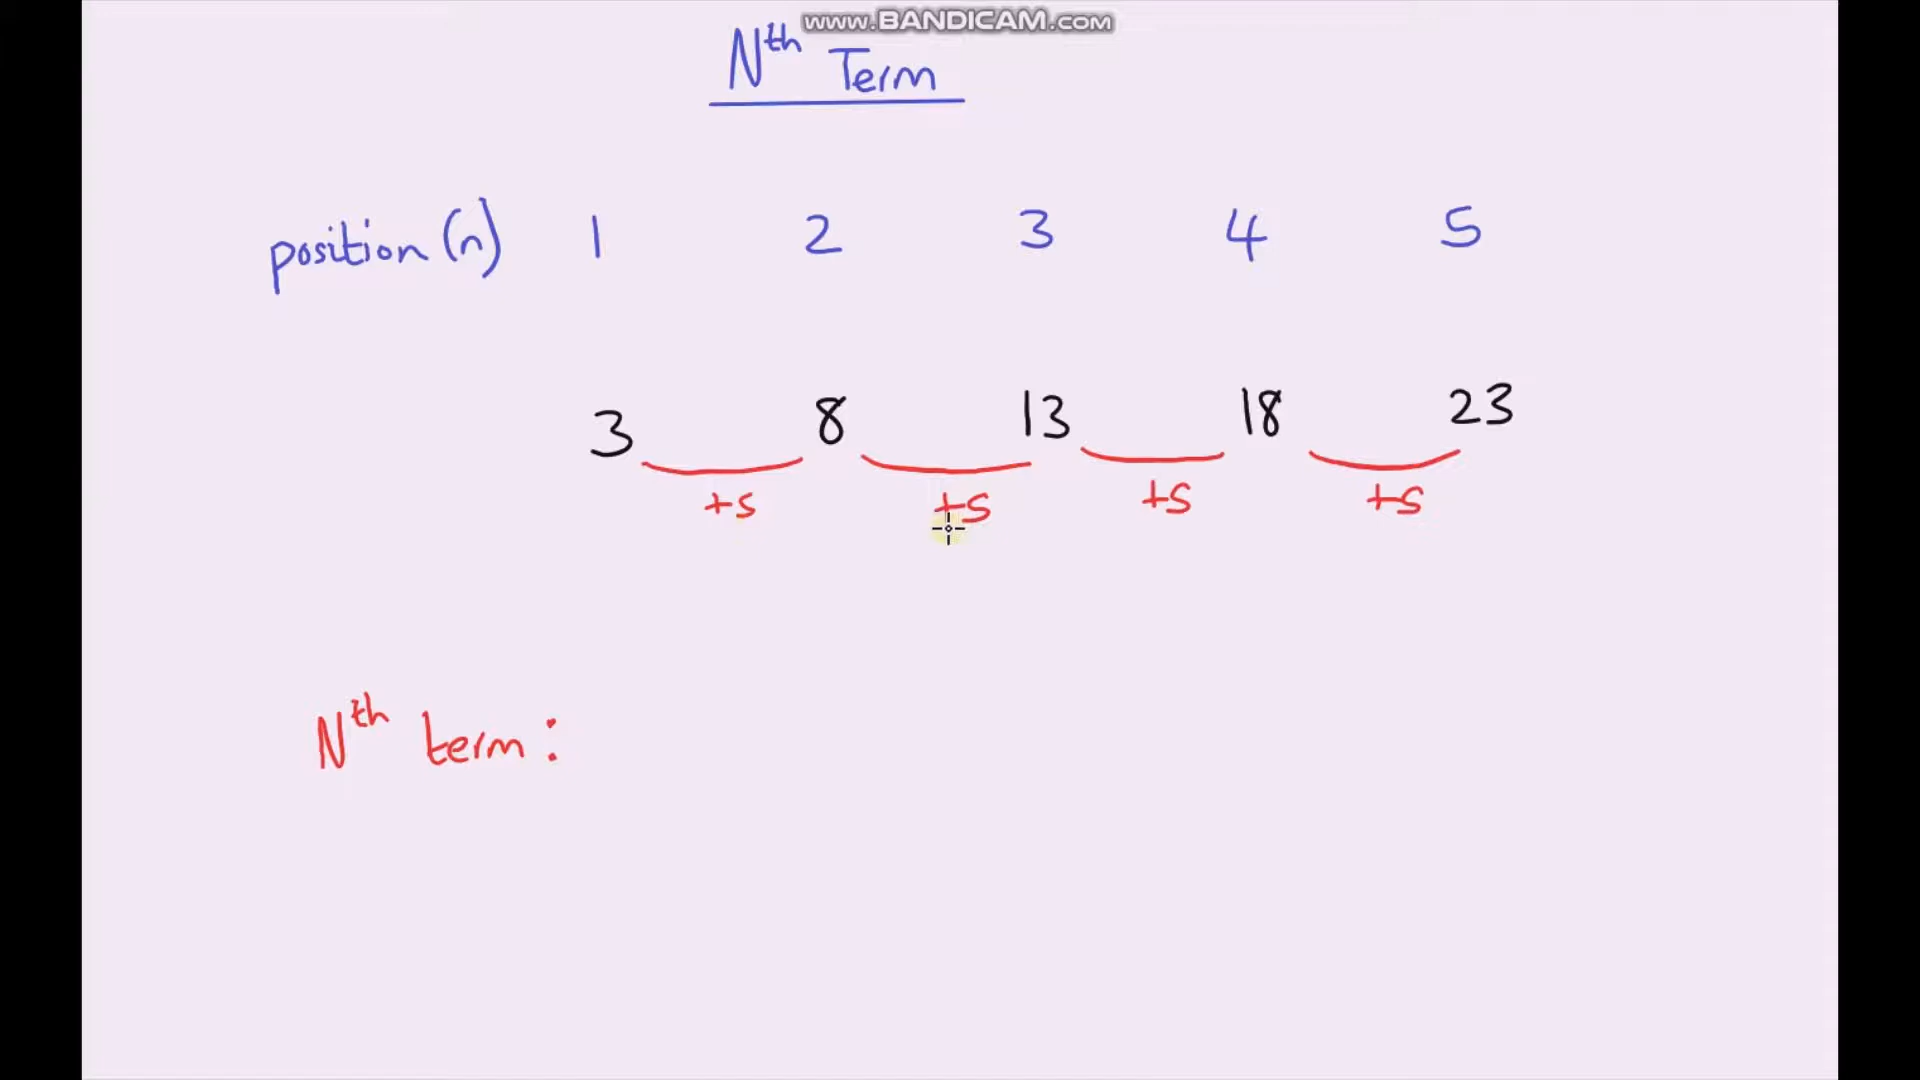 www.BANDICAM.com
Nth Term
position (n) 1 2 3 4 5
3 8 13 18 23
+5 +5 +5 +5
Nth term: